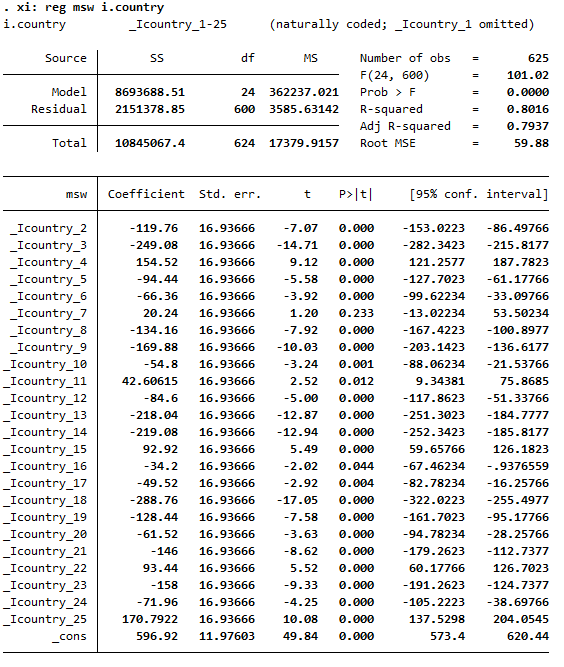 . xi: reg msw i.country
i.country _Icountry_1-25 (naturally coded; _Icountry_1 omitted)
Source SS df MS Number of obs = 625
F(24, 600) = 101.02
Model 8693688.51 24 362237.021 Prob > F = 0.0000
Residual 2151378.85 600 3585.63142 R-squared = 0.8016
Adj R-squared = 0.7937
Total 10845067.4 624 17379.9157 Root MSE = 59.88
msw Coefficient Std. err. t P>|t| [95% conf. interval]
_Icountry_2 -119.76 16.93666 -7.07 0.000 -153.0223 -86.49766
_Icountry_3 -249.08 16.93666 -14.71 0.000 -282.3423 -215.8177
_Icountry_4 154.52 16.93666 9.12 0.000 121.2577 187.7823
_Icountry_5 -94.44 16.93666 -5.58 0.000 -127.7023 -61.17766
_Icountry_6 -66.36 16.93666 -3.92 0.000 -99.62234 -33.09766
_Icountry_7 20.24 16.93666 1.20 0.233 -13.02234 53.50234
_Icountry_8 -134.16 16.93666 -7.92 0.000 -167.4223 -100.8977
_Icountry_9 -169.88 16.93666 -10.03 0.000 -203.1423 -136.6177
_Icountry_10 -54.8 16.93666 -3.24 0.001 -88.06234 -21.53766
_Icountry_11 42.60615 16.93666 2.52 0.012 9.34381 75.8685
_Icountry_12 -84.6 16.93666 -5.00 0.000 -117.8623 -51.33766
_Icountry_13 -218.04 16.93666 -12.87 0.000 -251.3023 -184.7777
_Icountry_14 -219.08 16.93666 -12.94 0.000 -252.3423 -185.8177
_Icountry_15 92.92 16.93666 5.49 0.000 59.65766 126.1823
_Icountry_16 -34.2 16.93666 -2.02 0.044 -67.46234 -.9376559
_Icountry_17 -49.52 16.93666 -2.92 0.004 -82.78234 -16.25766
_Icountry_18 -288.76 16.93666 -17.05 0.000 -322.0223 -255.4977
_Icountry_19 -128.44 16.93666 -7.58 0.000 -161.7023 -95.17766
_Icountry_20 -61.52 16.93666 -3.63 0.000 -94.78234 -28.25766
_Icountry_21 -146 16.93666 -8.62 0.000 -179.2623 -112.7377
_Icountry_22 93.44 16.93666 5.52 0.000 60.17766 126.7023
_Icountry_23 -158 16.93666 -9.33 0.000 -191.2623 -124.7377
_Icountry_24 -71.96 16.93666 -4.25 0.000 -105.2223 -38.69766
_Icountry_25 170.7922 16.93666 10.08 0.000 137.5298 204.0545
_cons 596.92 11.97603 49.84 0.000 573.4 620.44